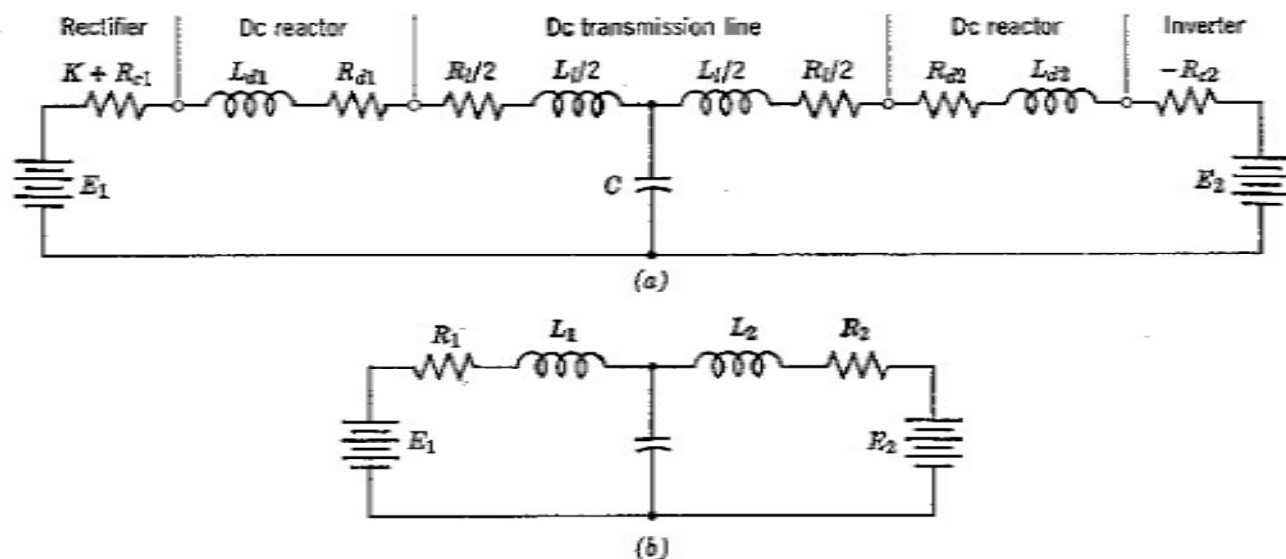 Rectifier Dc reactor Dc transmission line Dc reactor Inverter
K + Rc1 Ld1 Rd1 Rl/2 Ll/2 Ll/2 Rl/2 Rd2 Ld2 −Rc2
E1 C E2
(a)
R1 L1 L2 R2
E1 R2
(b)